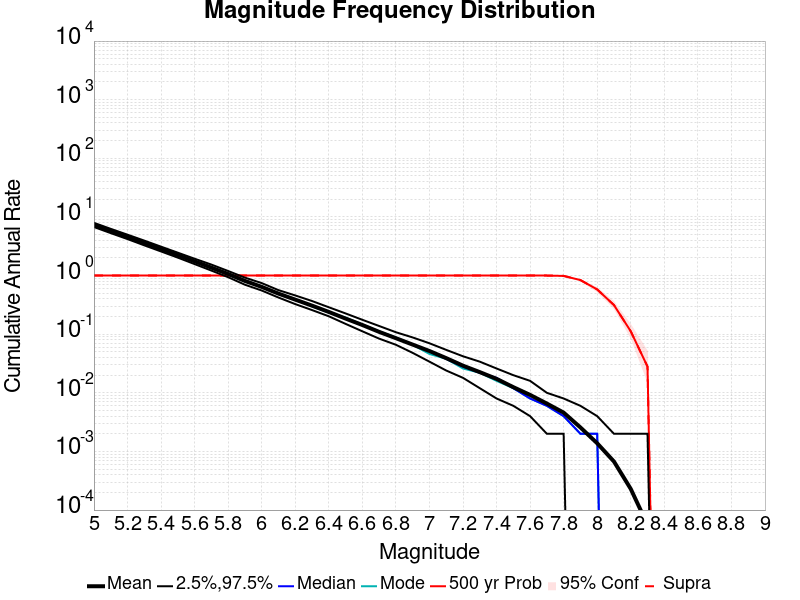 Magnitude Frequency Distribution
10 4
10 3
10 2
10 1
10 0
10 -1
10 -2
10 -3
10 -4
Cumulative Annual Rate
5 5.2 5.4 5.6 5.8 6 6.2 6.4 6.6 6.8 7 7.2 7.4 7.6 7.8 8 8.2 8.4 8.6 8.8 9
Magnitude
Mean 2.5%,97.5% Median Mode 500 yr Prob 95% Conf Supra